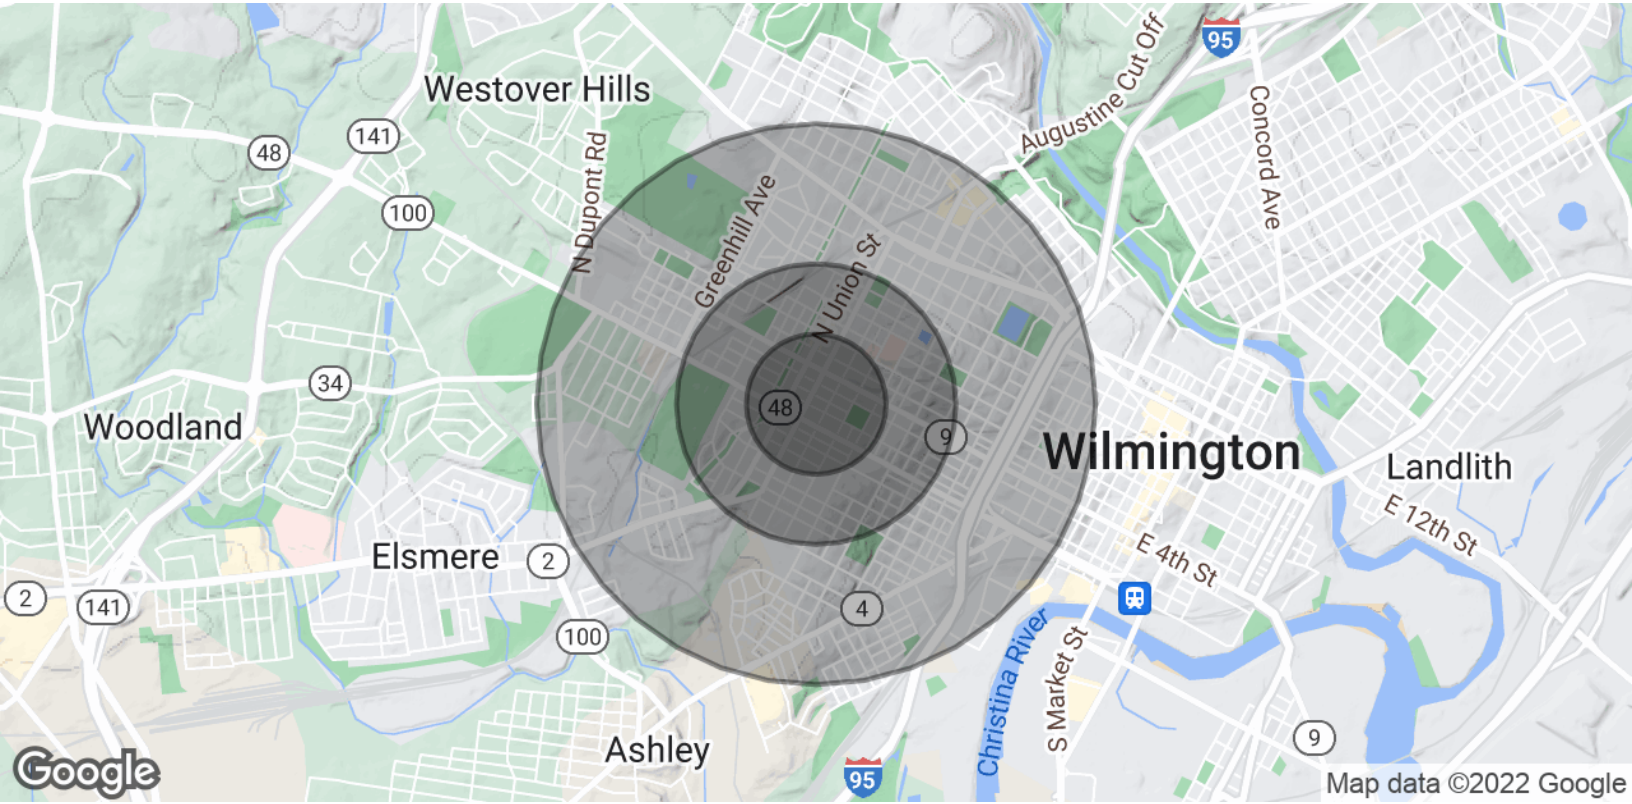 95
Augustine Cut Off
Westover Hills
Concord Ave
141
48
N Dupont Rd
100
Greenhill Ave
N Union St
34
48
Woodland
9
Wilmington
Landlith
E 12th St
Elsmere
2
E 4th St
2
141
4
100
Christina River
S Market St
Ashley
9
Google
95
Map data ©2022 Google